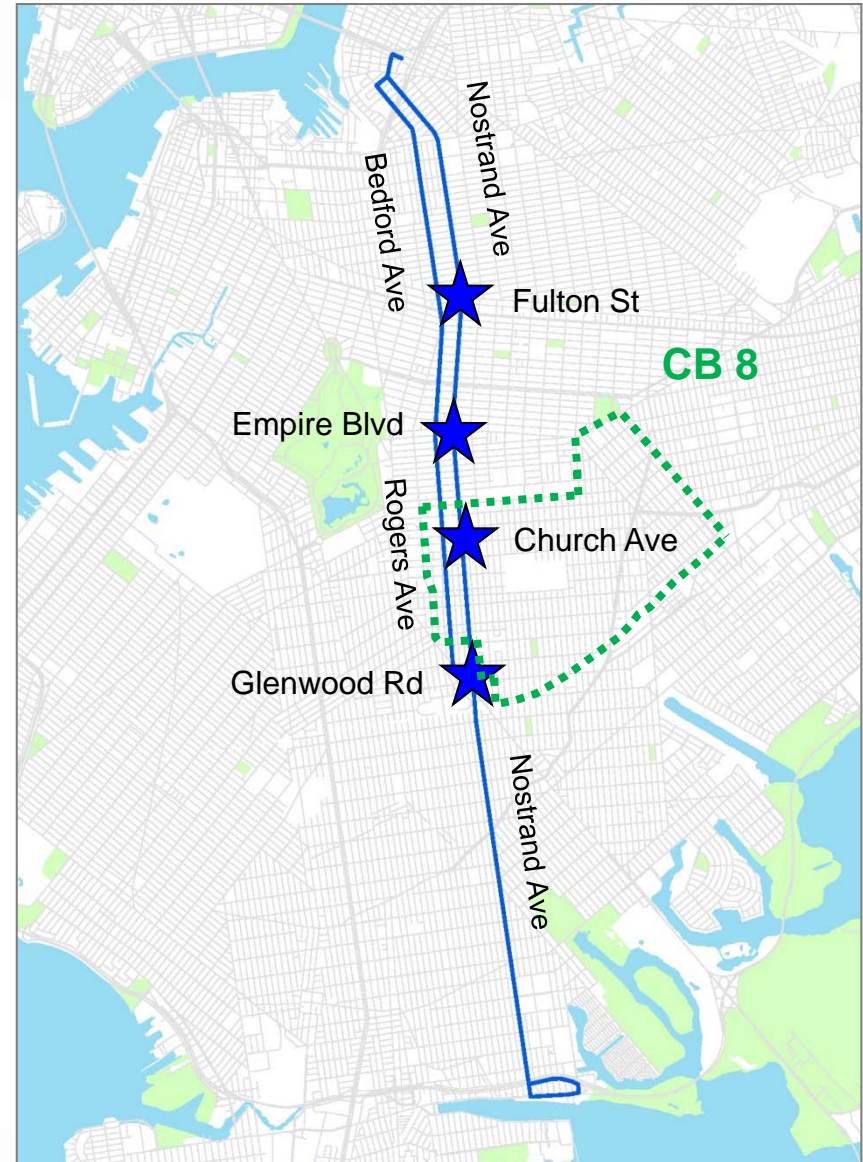 Nostrand Ave
Bedford Ave
Fulton St
CB 8
Empire Blvd
Rogers Ave
Church Ave
Glenwood Rd
Nostrand Ave